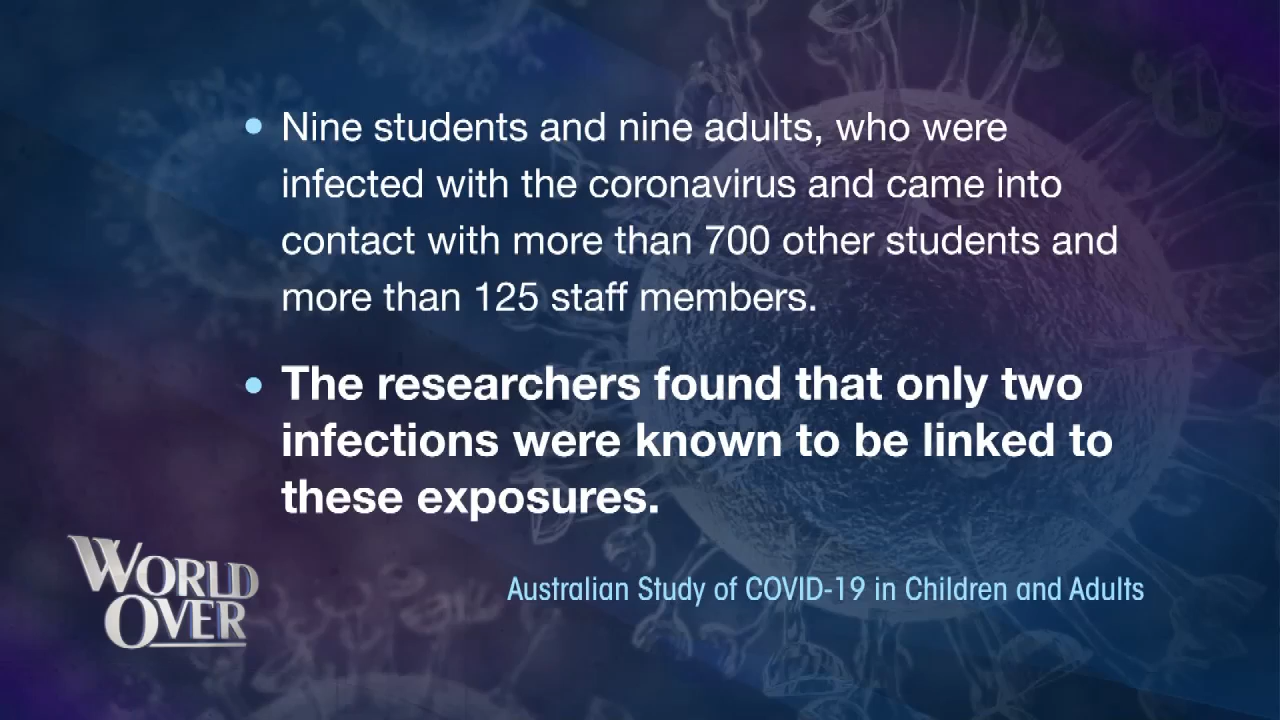 • Nine students and nine adults, who were
infected with the coronavirus and came into
contact with more than 700 other students and
more than 125 staff members.
• The researchers found that only two
infections were known to be linked to
these exposures.
WORLD
OVER
Australian Study of COVID-19 in Children and Adults